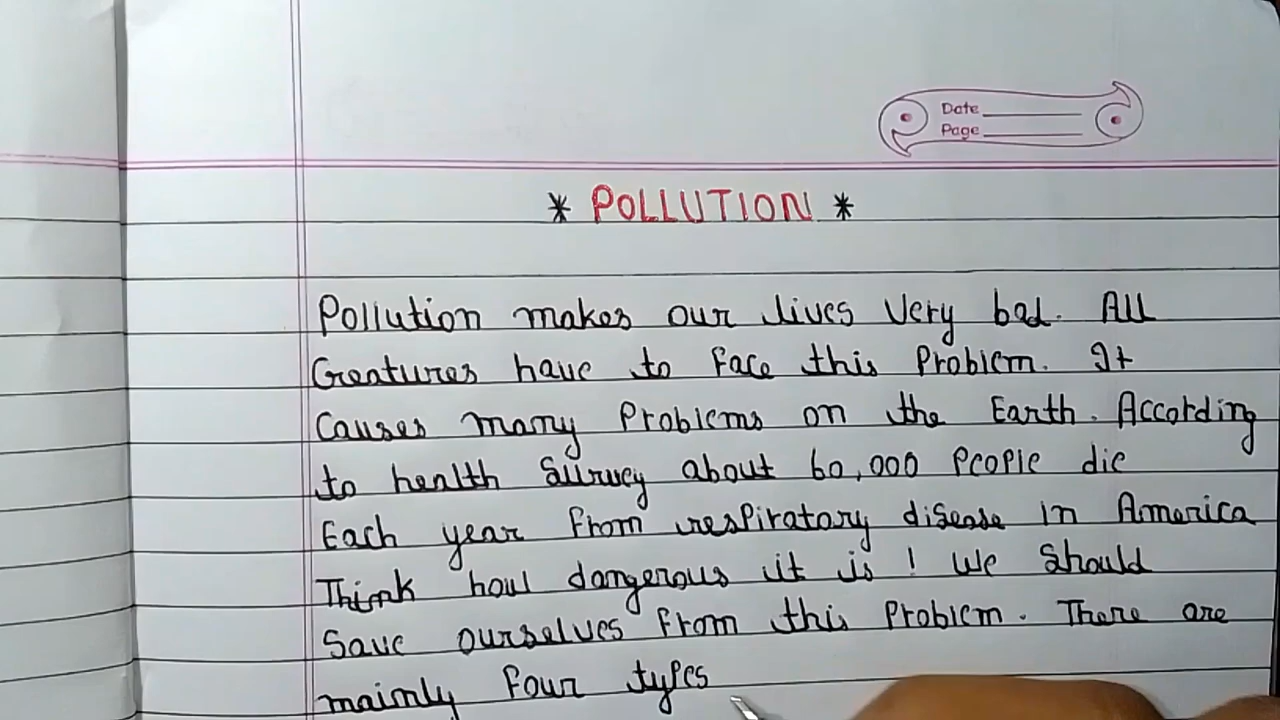 Date
Page
* POLLUTION *
Pollution makes our lives very bad. All
Creatures have to face this Problem. It
Causes many Problems on the Earth. According
to health Survey about 60,000 People die
Each year from respiratory disease in America
Think how dangerous it is ! We Should
Save ourselves from this Problem. There are
mainly four types